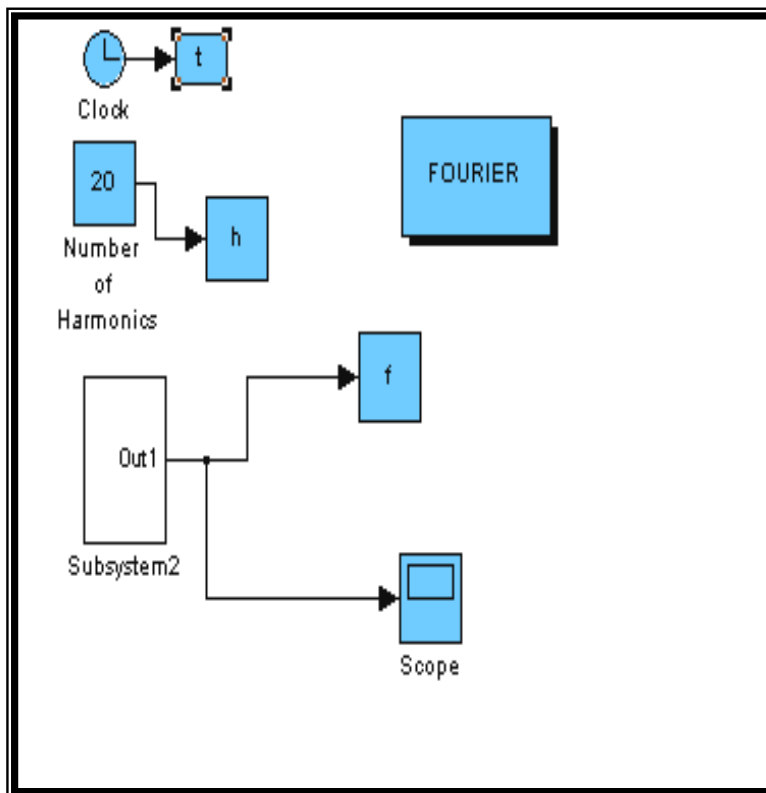 t
Clock
20
FOURIER
h
Number
of
Harmonics
f
Out1
Subsystem2
Scope